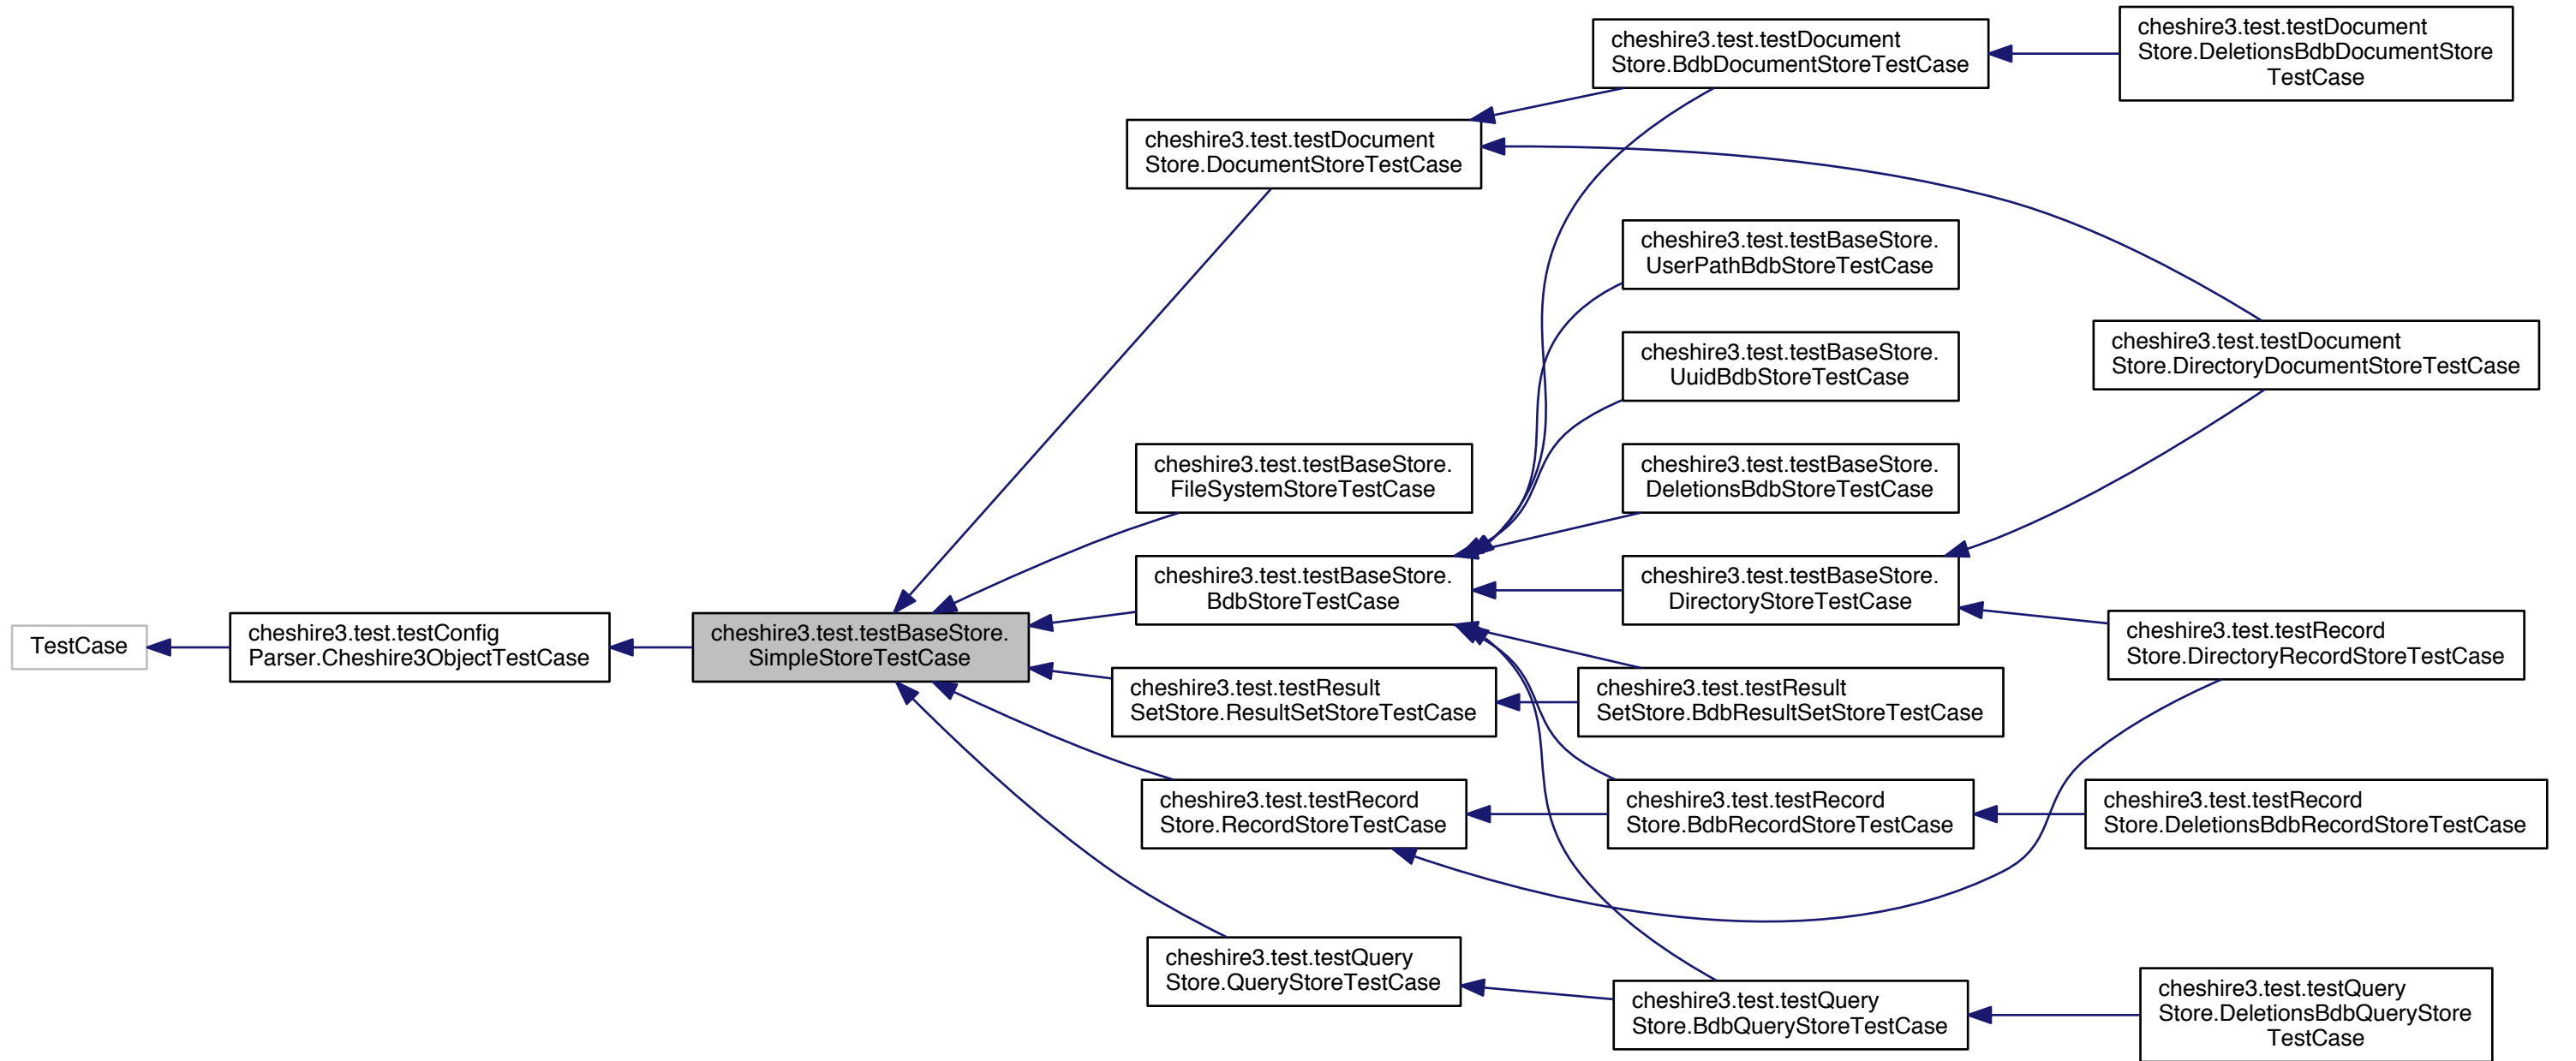 TestCase
cheshire3.test.testConfig
Parser.Cheshire3ObjectTestCase
cheshire3.test.testBaseStore.
SimpleStoreTestCase
cheshire3.test.testDocument
Store.DocumentStoreTestCase
cheshire3.test.testBaseStore.
FileSystemStoreTestCase
cheshire3.test.testBaseStore.
BdbStoreTestCase
cheshire3.test.testResult
SetStore.ResultSetStoreTestCase
cheshire3.test.testRecord
Store.RecordStoreTestCase
cheshire3.test.testQuery
Store.QueryStoreTestCase
cheshire3.test.testDocument
Store.BdbDocumentStoreTestCase
cheshire3.test.testBaseStore.
UserPathBdbStoreTestCase
cheshire3.test.testBaseStore.
UuidBdbStoreTestCase
cheshire3.test.testBaseStore.
DeletionsBdbStoreTestCase
cheshire3.test.testBaseStore.
DirectoryStoreTestCase
cheshire3.test.testResult
SetStore.BdbResultSetStoreTestCase
cheshire3.test.testRecord
Store.BdbRecordStoreTestCase
cheshire3.test.testQuery
Store.BdbQueryStoreTestCase
cheshire3.test.testDocument
Store.DeletionsBdbDocumentStore
TestCase
cheshire3.test.testDocument
Store.DirectoryDocumentStoreTestCase
cheshire3.test.testRecord
Store.DirectoryRecordStoreTestCase
cheshire3.test.testRecord
Store.DeletionsBdbRecordStoreTestCase
cheshire3.test.testQuery
Store.DeletionsBdbQueryStore
TestCase